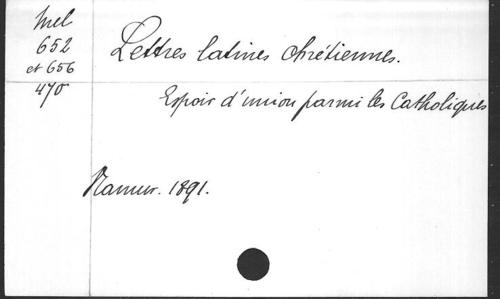 Mel
652
et 656
470
Lettres latines chrétiennes.
Espoir d'union parmi les Catholiques
Namur. 1891.